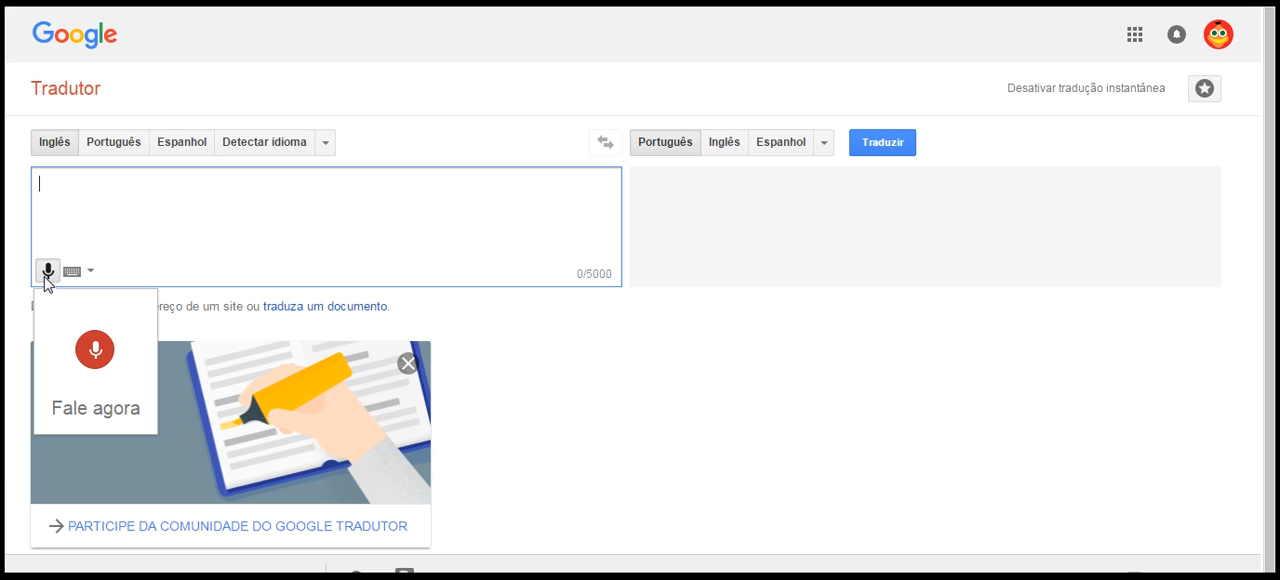 Google
Tradutor
Desativar tradução instantânea
Inglês Português Espanhol Detectar idioma
Português Inglês Espanhol Traduzir
0/5000
de um site ou traduza um documento.
Fale agora
PARTICIPE DA COMUNIDADE DO GOOGLE TRADUTOR